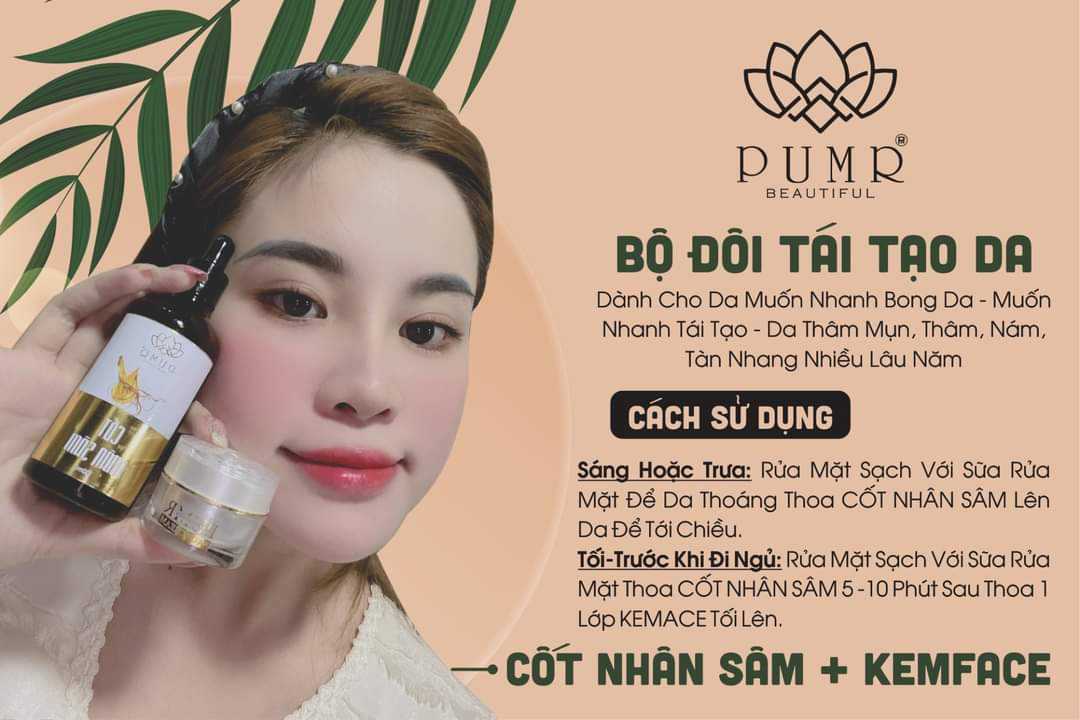 PUMR®
BEAUTIFUL
BỘ ĐÔI TÁI TẠO DA
Dành Cho Da Muốn Nhanh Bong Da - Muốn
Nhanh Tái Tạo - Da Thâm Mụn, Thâm, Nám,
Tàn Nhang Nhiều Lâu Năm
CÁCH SỬ DỤNG
Sáng Hoặc Trưa: Rửa Mặt Sạch Với Sữa Rửa
Mặt Để Da Thoáng Thoa CỐT NHÂN SÂM Lên
Da Để Tới Chiều.
Tối-Trước Khi Đi Ngủ: Rửa Mặt Sạch Với Sữa Rửa
Mặt Thoa CỐT NHÂN SÂM 5 -10 Phút Sau Thoa 1
Lớp KEMACE Tối Lên.
CỐT NHÂN SÂM + KEMFACE
PUMR
CỐT
NHÂN SÂM